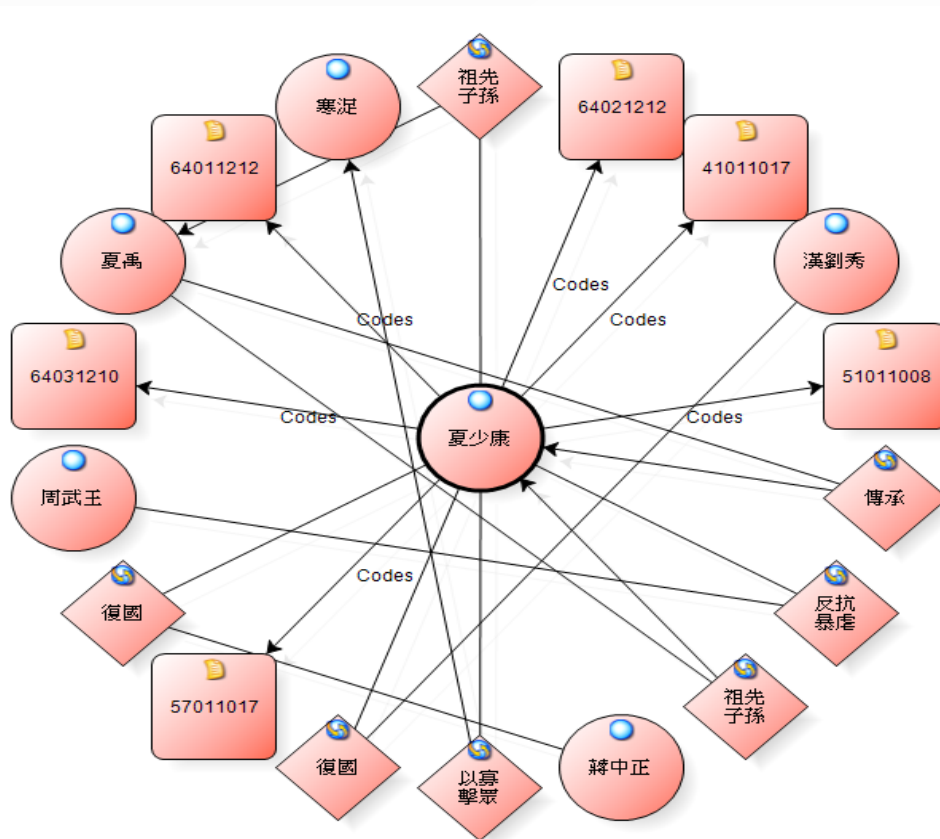 祖先
子孫
寒浞
64021212
64011212
41011017
夏禹
漢劉秀
Codes
Codes
Codes
64031210
51011008
Codes
Codes
夏少康
周武王
傳承
Codes
復國
反抗
暴虐
57011017
祖先
子孫
復國
以寡
擊眾
蔣中正